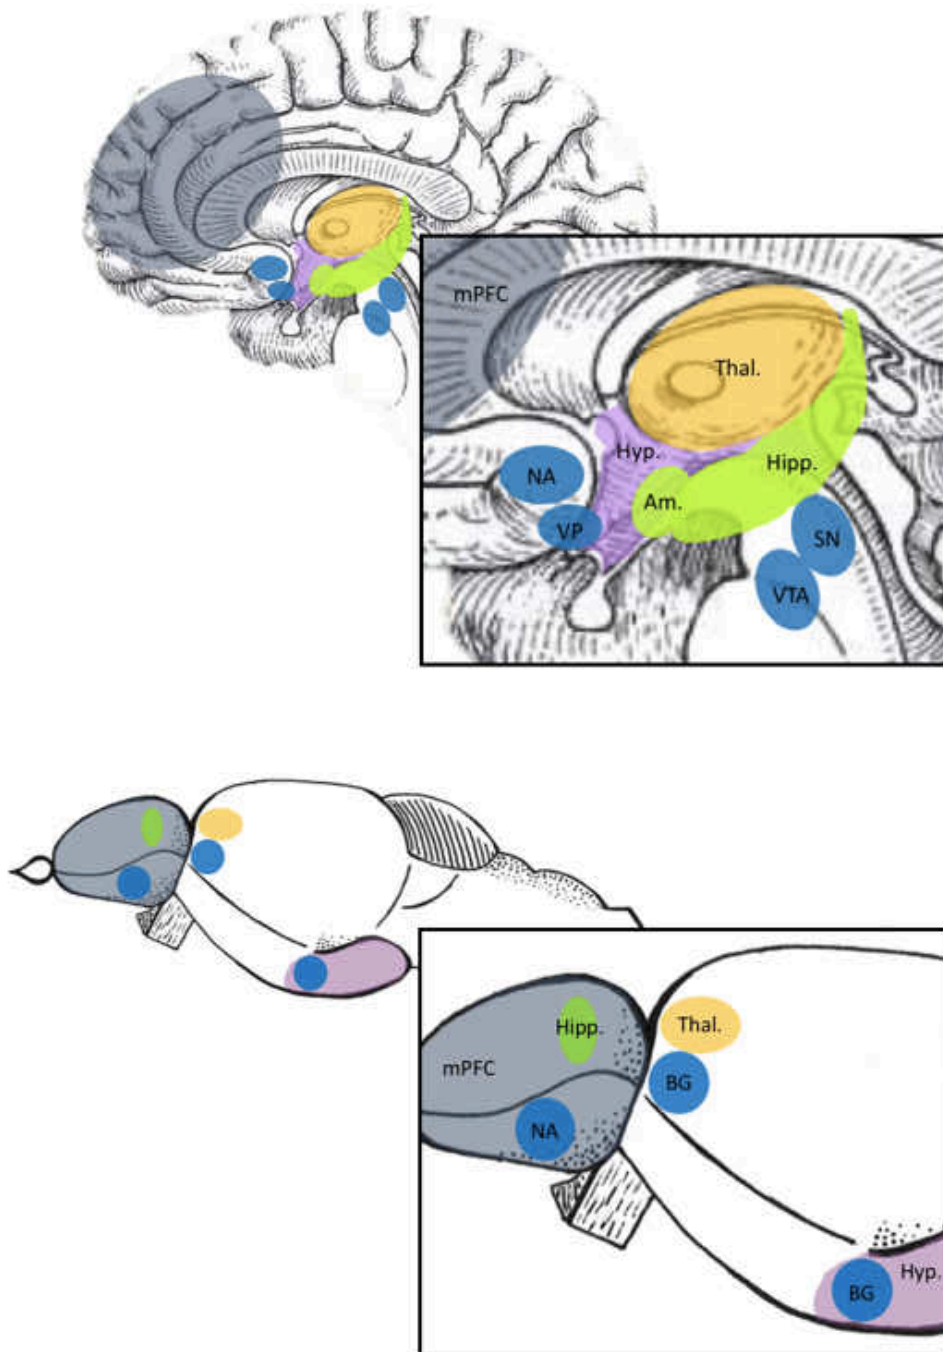 mPFC
Thal.
Hyp.
Hipp.
NA
Am.
VP
SN
VTA
Hipp.
Thal.
mPFC
BG
NA
Hyp.
BG